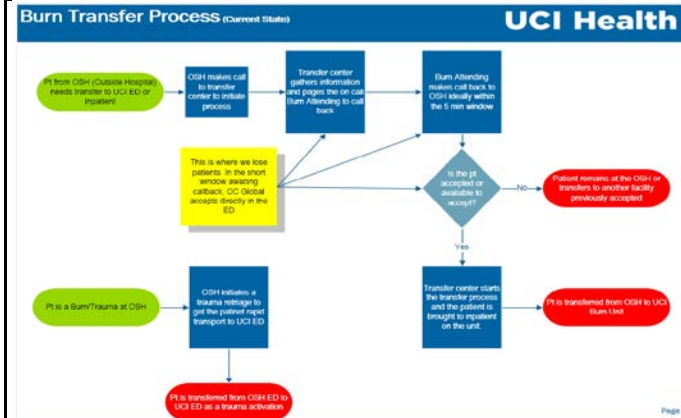 Burn Transfer Process (Current State)
UCI Health
Pt from OSH (Outside Hospital)
needs transfer to UCI ED or
Inpatient
OSH makes call
to transfer
center to initiate
process
Transfer center
gathers information
and pages the on call
Burn Attending to call
back
Burn Attending
makes call back to
OSH ideally within
the 5 min window
This is where we lose
patients. In the short
window awaiting
callback, OC Global
accepts directly in the
ED
Is the pt
accepted or
available to
accept?
No
Patient remains at the OSH or
transfers to another facility
previously accepted
Yes
Pt is a Burn/Trauma at OSH
OSH initiates a
trauma retriage to
get the patinet rapid
transport to UCI ED
Transfer center starts
the transfer process
and the patient is
brought to inpatient
on the unit.
Pt is transferred from OSH to UCI
Burn Unit
Pt is transferred from OSH ED to
UCI ED as a trauma activation
Page